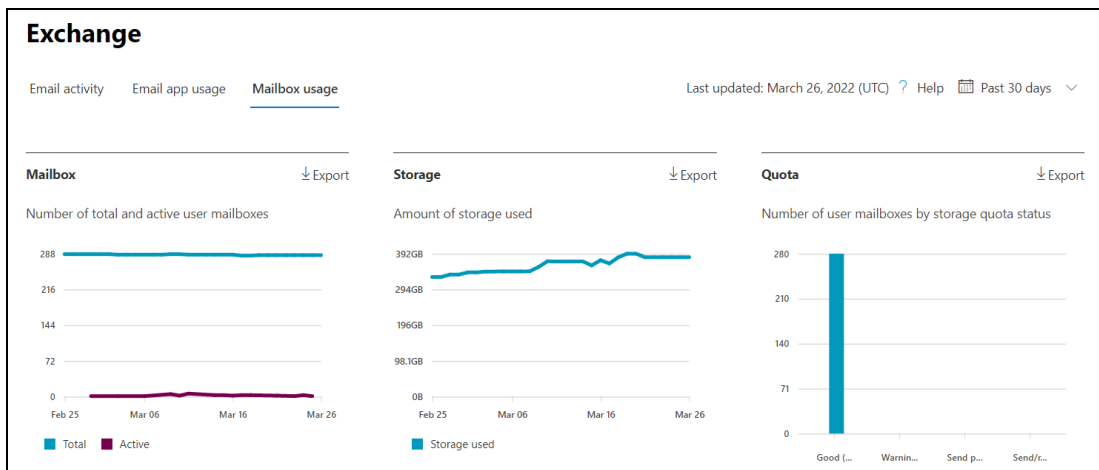 Exchange
Email activity Email app usage Mailbox usage Last updated: March 26, 2022 (UTC) ? Help Past 30 days
Mailbox Export
Number of total and active user mailboxes
288
216
144
72
0
Feb 25 Mar 06 Mar 16 Mar 26
Total Active
Storage Export
Amount of storage used
392GB
294GB
196GB
98.1GB
0B
Feb 25 Mar 06 Mar 16 Mar 26
Storage used
Quota Export
Number of user mailboxes by storage quota status
280
210
140
71
0
Good (... Warnin... Send p... Send/r...